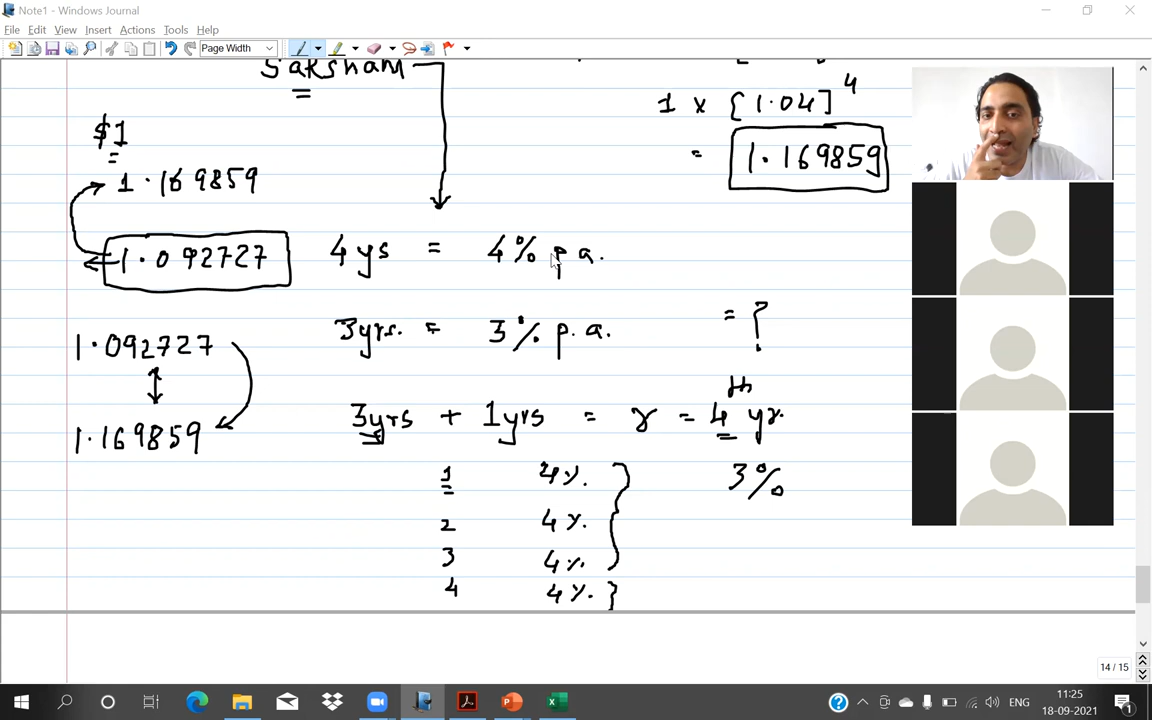 Note1 - Windows Journal
File Edit View Insert Actions Tools Help
Page Width
Saksham
1 x [1.04]^4
= 1.169859
$1
1.169859
1.092727
4 ys = 4% p.a.
3yrs. = 3% p.a. = ?
1.092727
1.169859
3yrs + 1yrs = r = 4th yr.
1 4%. 3%
2 4%.
3 4%.
4 4%.
14 / 15
ENG
11:25
18-09-2021
1